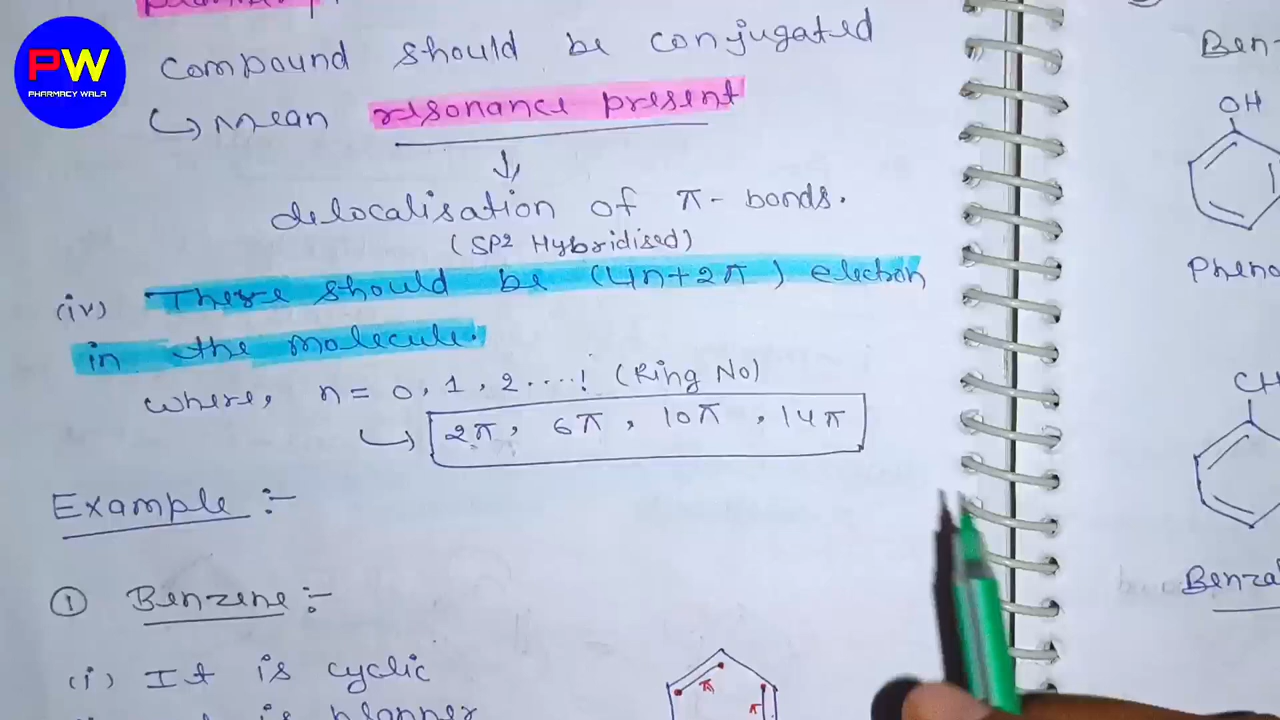 PW
PHARMACY WALA
compound should be conjugated
↳ mean resonance present
↓
delocalisation of π- bonds.
(SP² Hybridised)
(iv) There should be (4n+2π) electron
in the molecule.
where, n = 0, 1, 2 ....! (Ring No)
↳ 2π, 6π, 10π, 14π
Example :-
① Benzene :-
(i) It is cyclic
π
π
Ben
OH
Pheno
CH
Benza